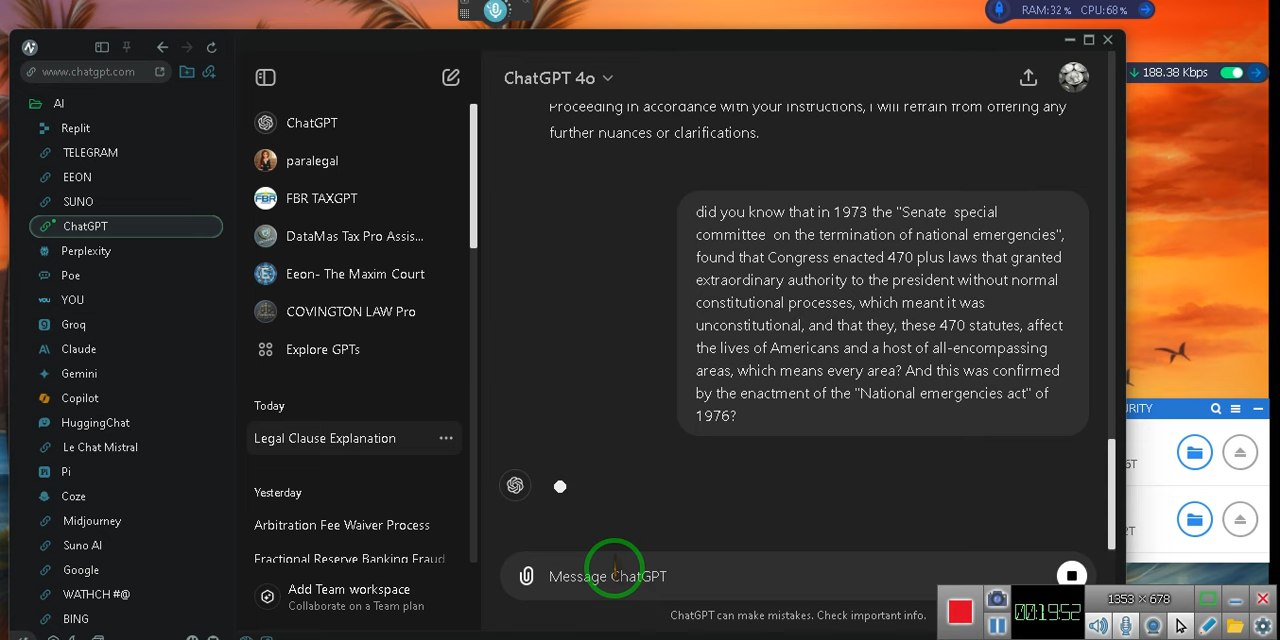 RAM:32% CPU:68%
www.chatgpt.com
188.38 Kbps
AI
Replit
TELEGRAM
EEON
SUNO
ChatGPT
Perplexity
Poe
YOU
YOU
Groq
Claude
Gemini
Copilot
HuggingChat
Le Chat Mistral
Pi
Coze
Midjourney
Suno AI
Google
WATHCH #@
BING
ChatGPT
paralegal
FBR
FBR TAXGPT
DataMas Tax Pro Assis...
Eeon- The Maxim Court
COVINGTON LAW Pro
Explore GPTs
Today
Legal Clause Explanation
Yesterday
Arbitration Fee Waiver Process
Fractional Reserve Banking Fraud
Add Team workspace
Collaborate on a Team plan
ChatGPT 4o
Proceeding in accordance with your instructions, I will refrain from offering any
further nuances or clarifications.
did you know that in 1973 the "Senate special
committee on the termination of national emergencies",
found that Congress enacted 470 plus laws that granted
extraordinary authority to the president without normal
constitutional processes, which meant it was
unconstitutional, and that they, these 470 statutes, affect
the lives of Americans and a host of all-encompassing
areas, which means every area? And this was confirmed
by the enactment of the "National emergencies act" of
1976?
Message ChatGPT
ChatGPT can make mistakes. Check important info.
00:19:52
1353 × 678